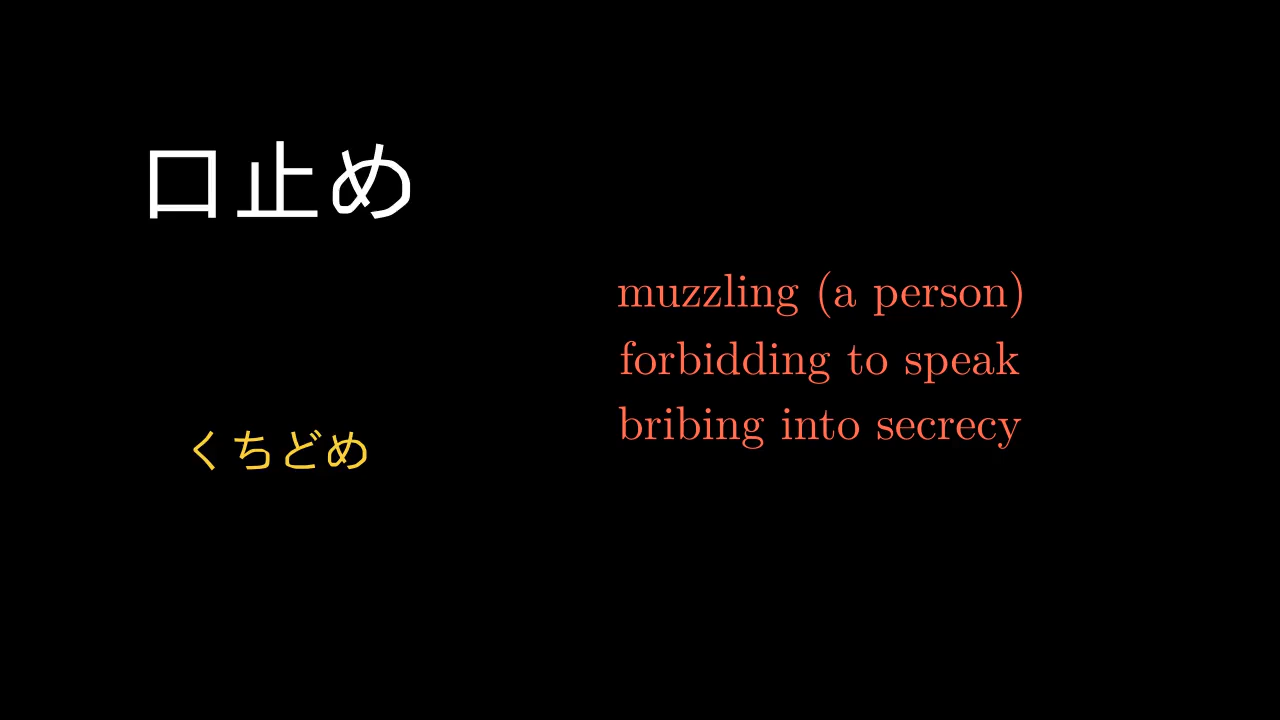 口止め
くちどめ
muzzling (a person)
forbidding to speak
bribing into secrecy